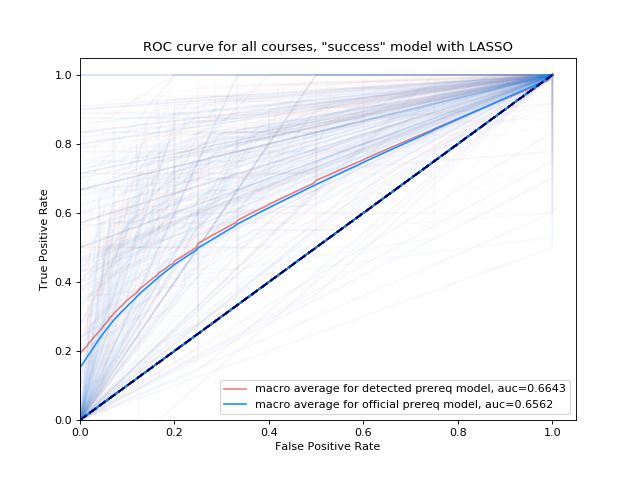 ROC curve for all courses, "success" model with LASSO
1.0
0.8
0.6
0.4
0.2
0.0
True Positive Rate
0.0 0.2 0.4 0.6 0.8 1.0
False Positive Rate
macro average for detected prereq model, auc=0.6643
macro average for official prereq model, auc=0.6562